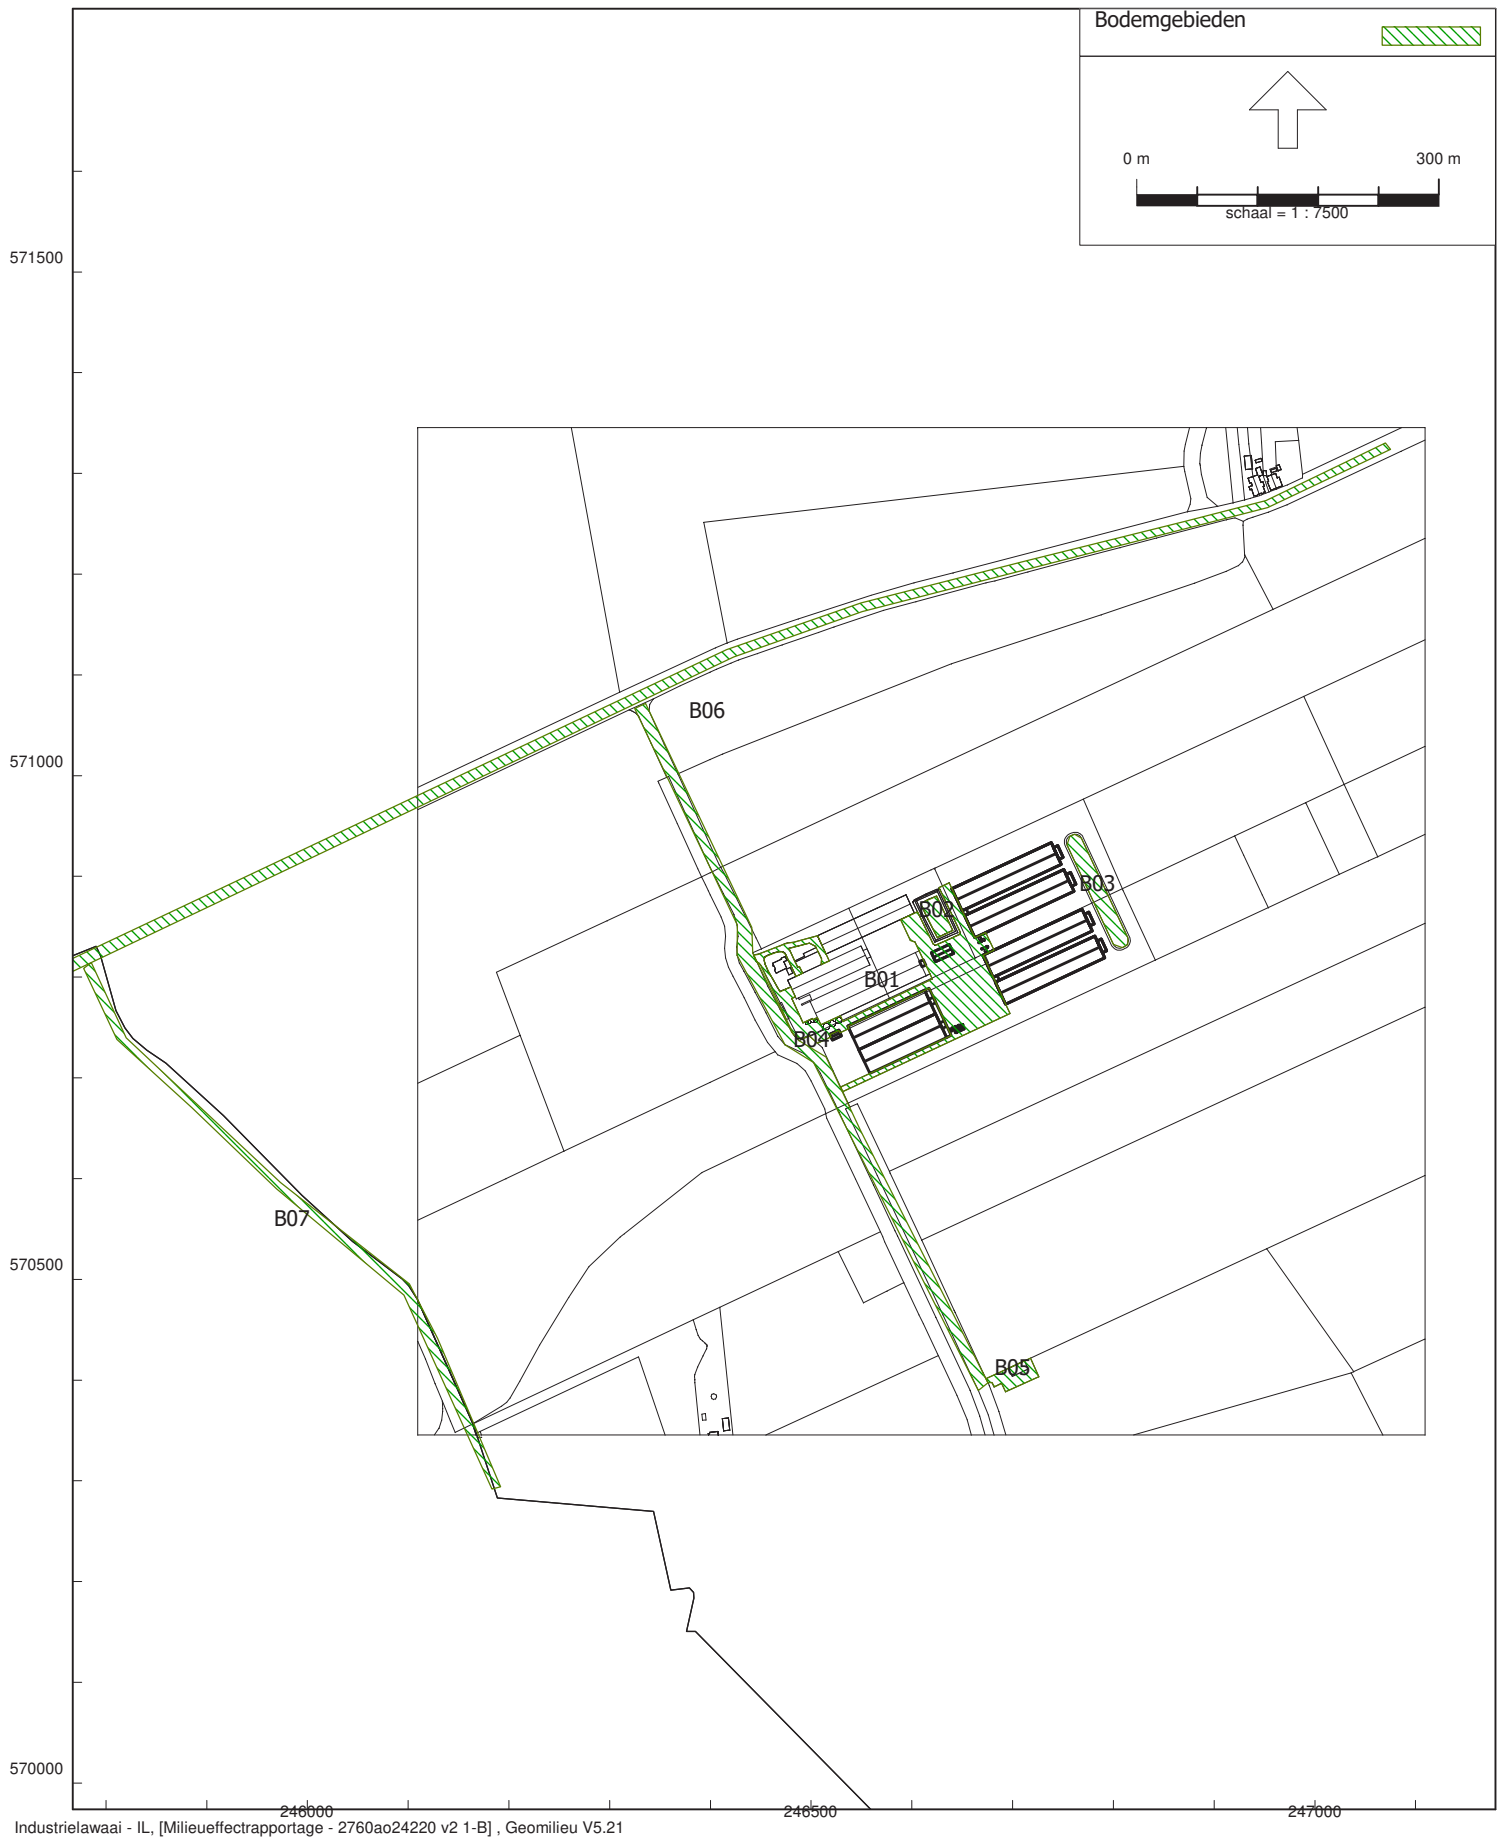 Bodemgebieden
0 m 300 m
schaal = 1 : 7500
571500
B06
571000
B03
B02
B01
B04
B07
570500
B05
570000
246000 246500 247000
Industrielawaai - IL, [Milieueffectrapportage - 2760ao24220 v2 1-B] , Geomilieu V5.21